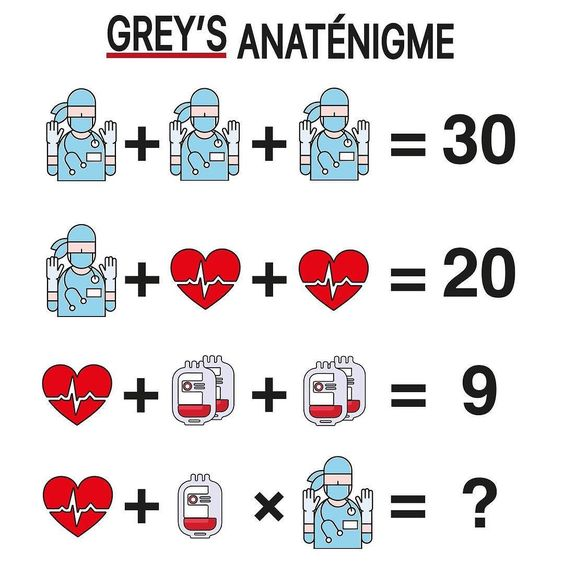 GREY'S ANATÉNIGME
+ + = 30
+ + = 20
+ + = 9
+ × = ?